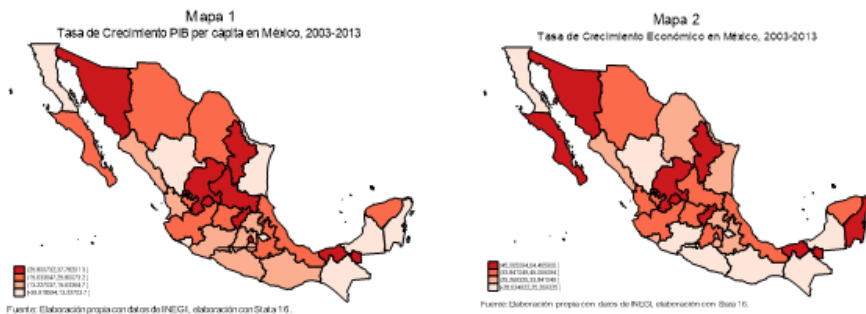 Mapa 1
Tasa de Crecimiento PIB per cápita en México, 2003-2013
Fuente: Elaboración propia con datos de INEGI, elaboración con Stata 16.
Mapa 2
Tasa de Crecimiento Económico en México, 2003-2013
Fuente: Elaboración propia con datos de INEGI, elaboración con Stata 16.